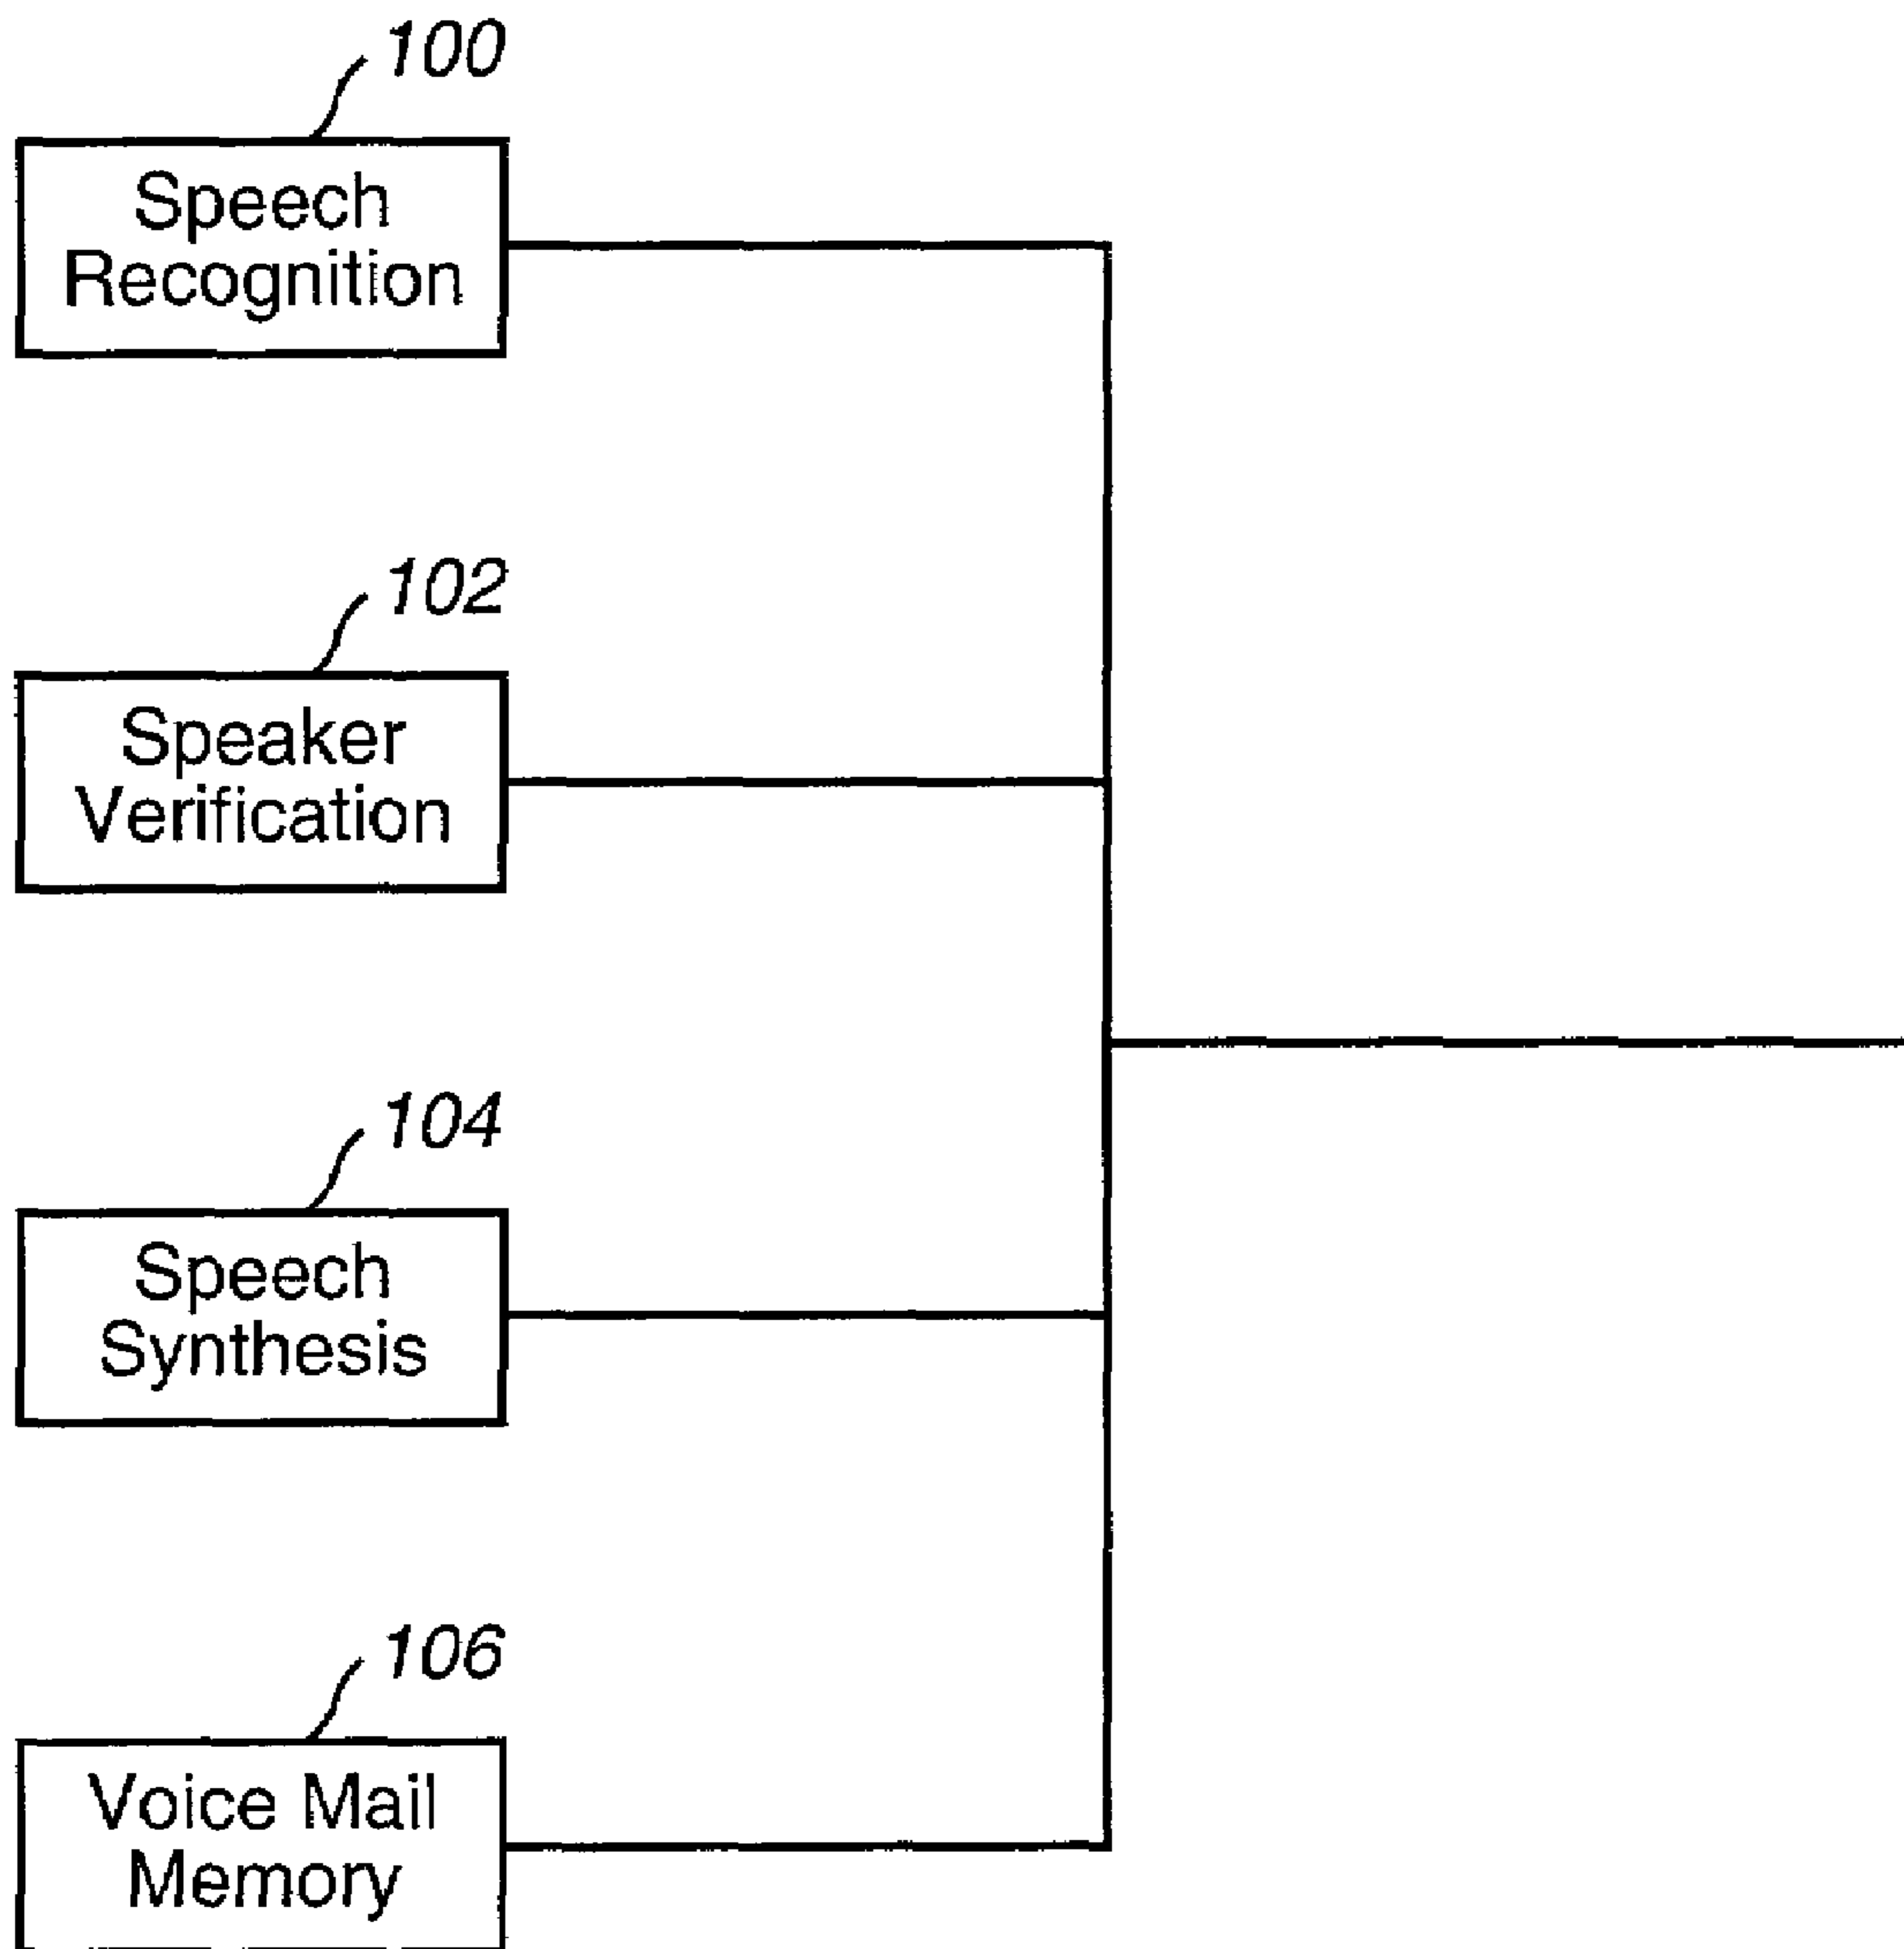 100
Speech
Recognition
102
Speaker
Verification
104
Speech
Synthesis
106
Voice Mail
Memory